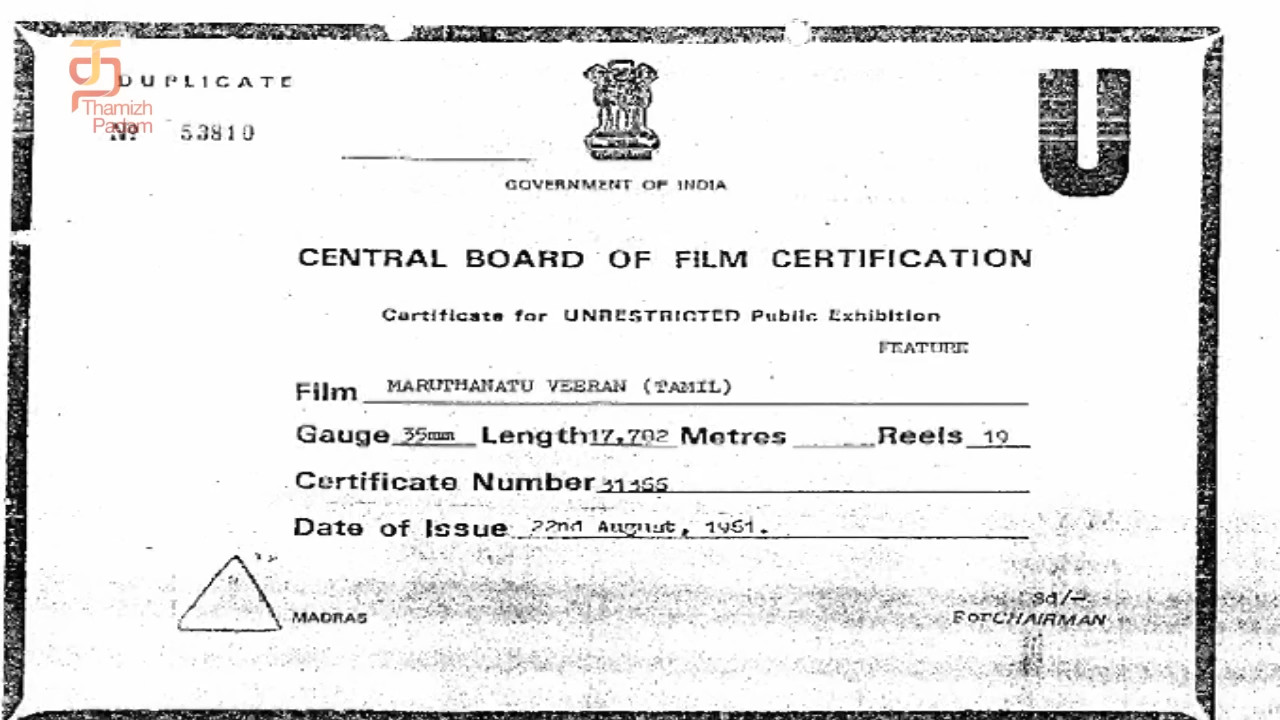 DUPLICATE
Thamizh
Padam
Nº 53810
U
GOVERNMENT OF INDIA
CENTRAL BOARD OF FILM CERTIFICATION
Certificate for UNRESTRICTED Public Exhibition
FEATURE
Film MARUTHANATU VEERAN (TAMIL)
Gauge 35mm Length 17,702 Metres Reels 19
Certificate Number
Date of Issue 22nd August, 1961.
MADRAS
Sd/-
For CHAIRMAN